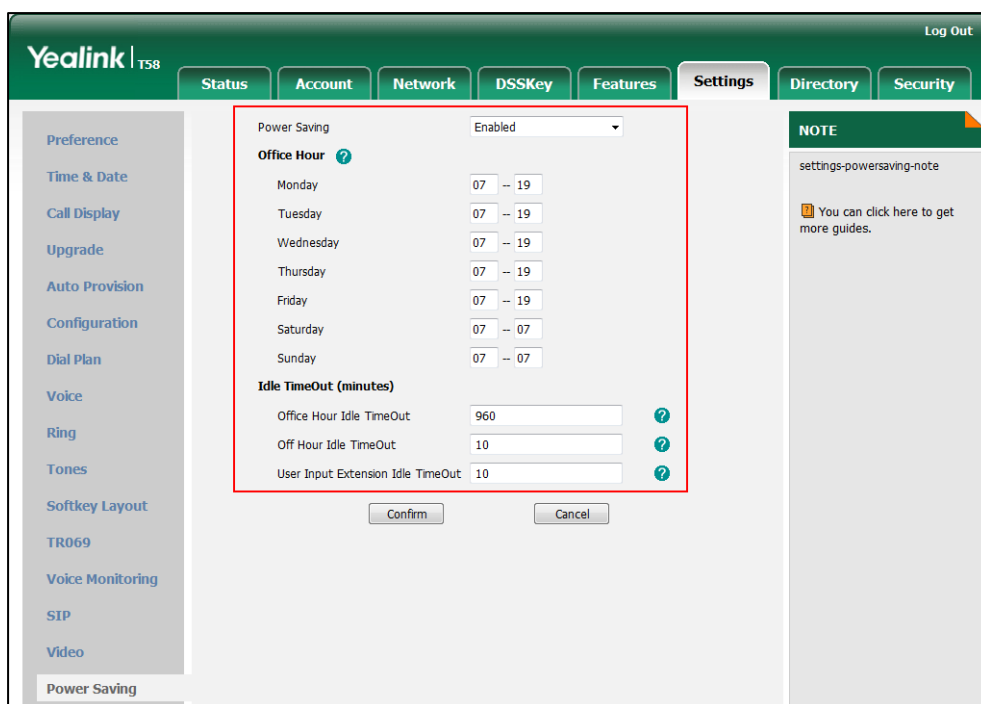 Log Out
Yealink | T58
Status Account Network DSSKey Features Settings Directory Security
Preference
Time & Date
Call Display
Upgrade
Auto Provision
Configuration
Dial Plan
Voice
Ring
Tones
Softkey Layout
TR069
Voice Monitoring
SIP
Video
Power Saving
Power Saving Enabled
Office Hour ?
Monday 07 -- 19
Tuesday 07 -- 19
Wednesday 07 -- 19
Thursday 07 -- 19
Friday 07 -- 19
Saturday 07 -- 07
Sunday 07 -- 07
Idle TimeOut (minutes)
Office Hour Idle TimeOut 960 ?
Off Hour Idle TimeOut 10 ?
User Input Extension Idle TimeOut 10 ?
Confirm Cancel
NOTE
settings-powersaving-note
? You can click here to get
more guides.